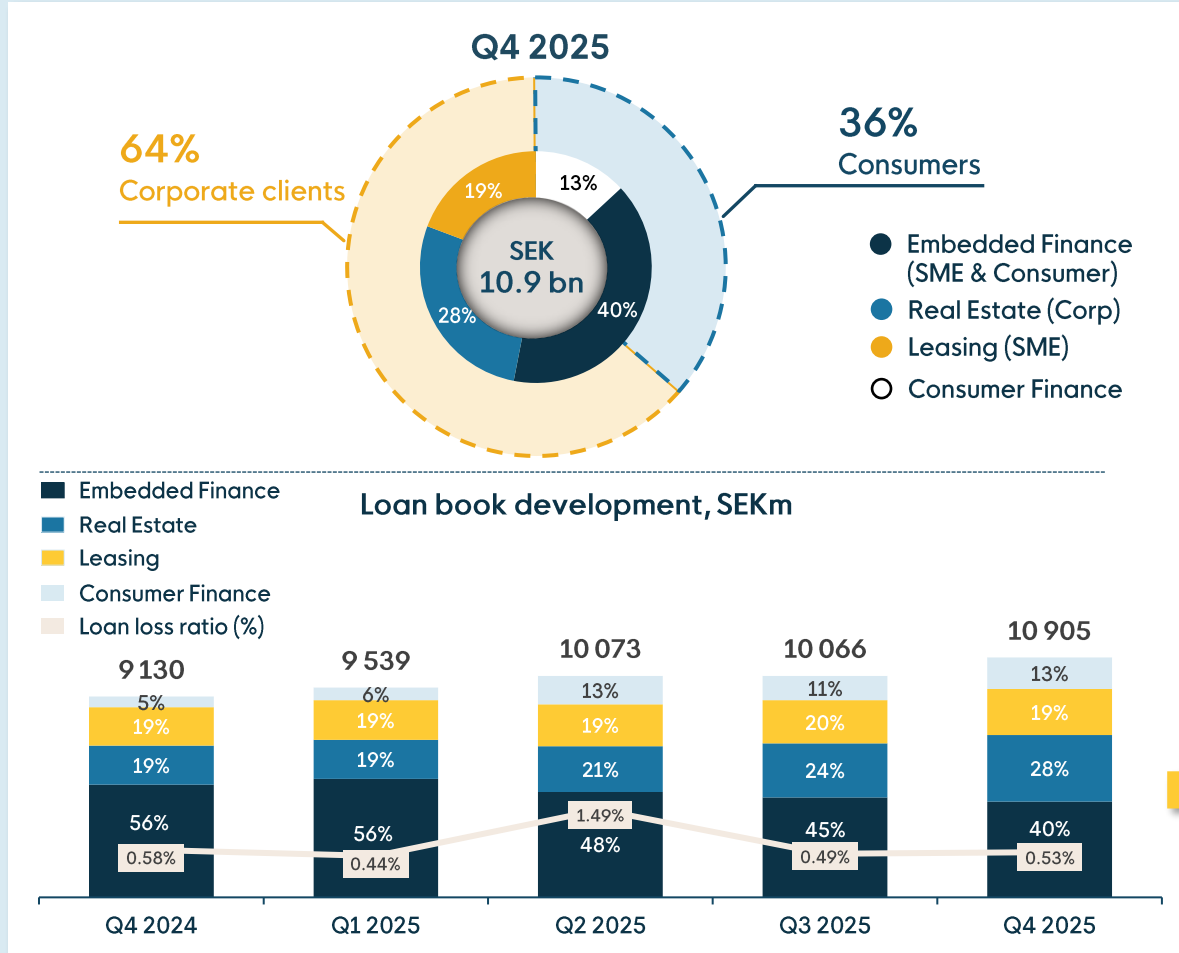 Q4 2025
64%
Corporate clients
36%
Consumers
19%
13%
28%
40%
SEK
10.9 bn
Embedded Finance
(SME & Consumer)
Real Estate (Corp)
Leasing (SME)
Consumer Finance
Loan book development, SEKm
Embedded Finance
Real Estate
Leasing
Consumer Finance
Loan loss ratio (%)
9 130
5%
19%
19%
56%
0.58%
Q4 2024
9 539
6%
19%
19%
56%
0.44%
Q1 2025
10 073
13%
19%
21%
1.49%
48%
Q2 2025
10 066
11%
20%
24%
45%
0.49%
Q3 2025
10 905
13%
19%
28%
40%
0.53%
Q4 2025